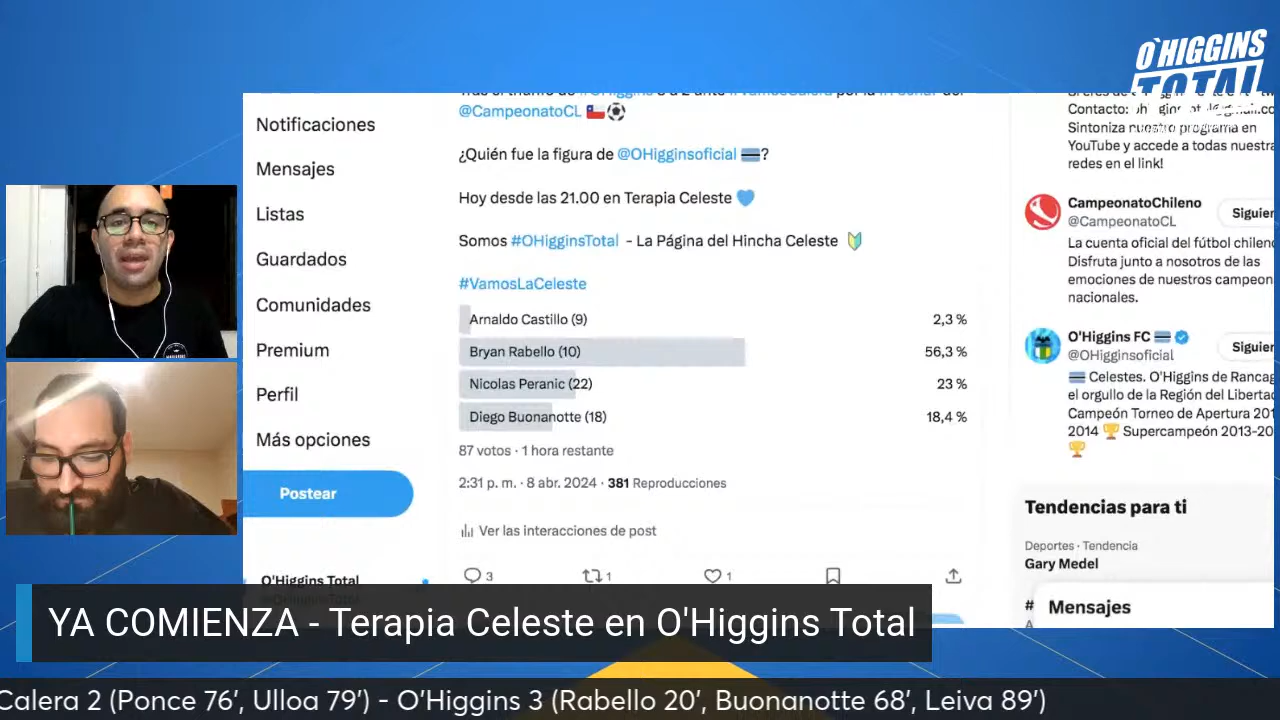 O'HIGGINS
TOTAL
@CampeonatoCL
¿Quién fue la figura de @OHigginsoficial ?
Hoy desde las 21.00 en Terapia Celeste
Somos #OHigginsTotal - La Página del Hincha Celeste
#VamosLaCeleste
Arnaldo Castillo (9) 2,3 %
Bryan Rabello (10) 56,3 %
Nicolas Peranic (22) 23 %
Diego Buonanotte (18) 18,4 %
87 votos · 1 hora restante
2:31 p. m. · 8 abr. 2024 · 381 Reproducciones
Ver las interacciones de post
3 1 1
Notificaciones
Mensajes
Listas
Guardados
Comunidades
Premium
Perfil
Más opciones
Postear
O'Higgins Total
Contacto:
Sintoniza nuestro programa en
YouTube y accede a todas nuestra
redes en el link!
CampeonatoChileno
@CampeonatoCL
Siguier
La cuenta oficial del fútbol chileno
Disfruta junto a nosotros de las
emociones de nuestros campeon
nacionales.
O'Higgins FC
@OHigginsoficial
Siguier
Celestes. O'Higgins de Rancag
el orgullo de la Región del Libertad
Campeón Torneo de Apertura 201
2014 Supercampeón 2013-20
Tendencias para ti
Deportes · Tendencia
Gary Medel
#
Mensajes
YA COMIENZA - Terapia Celeste en O'Higgins Total
Calera 2 (Ponce 76’, Ulloa 79’) - O’Higgins 3 (Rabello 20’, Buonanotte 68’, Leiva 89’)